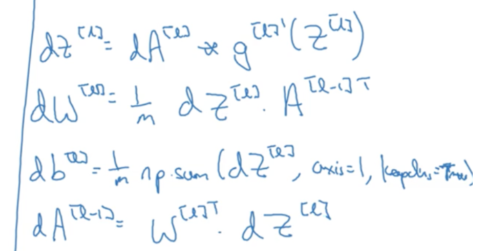 dZ^[l] = dA^[l] * g^[l]'(Z^[l])
dW^[l] = 1/m dZ^[l] . A^[l-1]T
db^[l] = 1/m np.sum(dZ^[l], axis=1, keepdims=True)
dA^[l-1] = W^[l]T . dZ^[l]